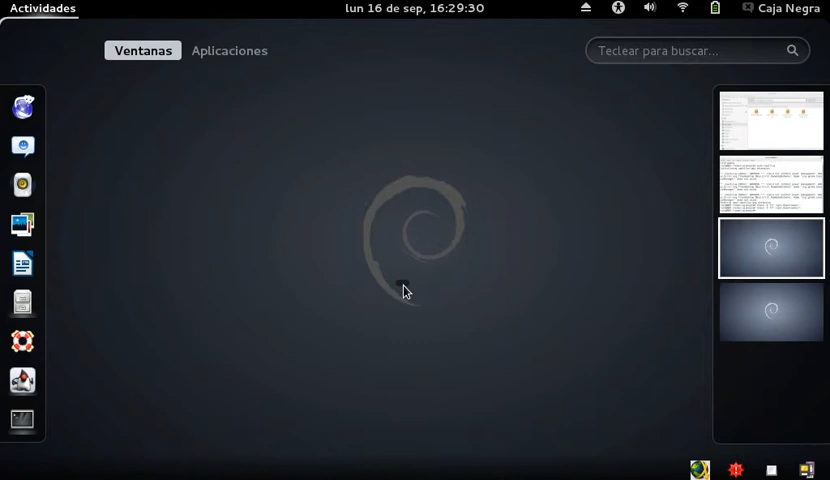 Actividades
lun 16 de sep, 16:29:30
Caja Negra
Ventanas
Aplicaciones
Teclear para buscar...